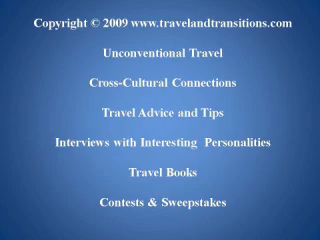 Copyright © 2009 www.travelandtransitions.com
Unconventional Travel
Cross-Cultural Connections
Travel Advice and Tips
Interviews with Interesting Personalities
Travel Books
Contests & Sweepstakes